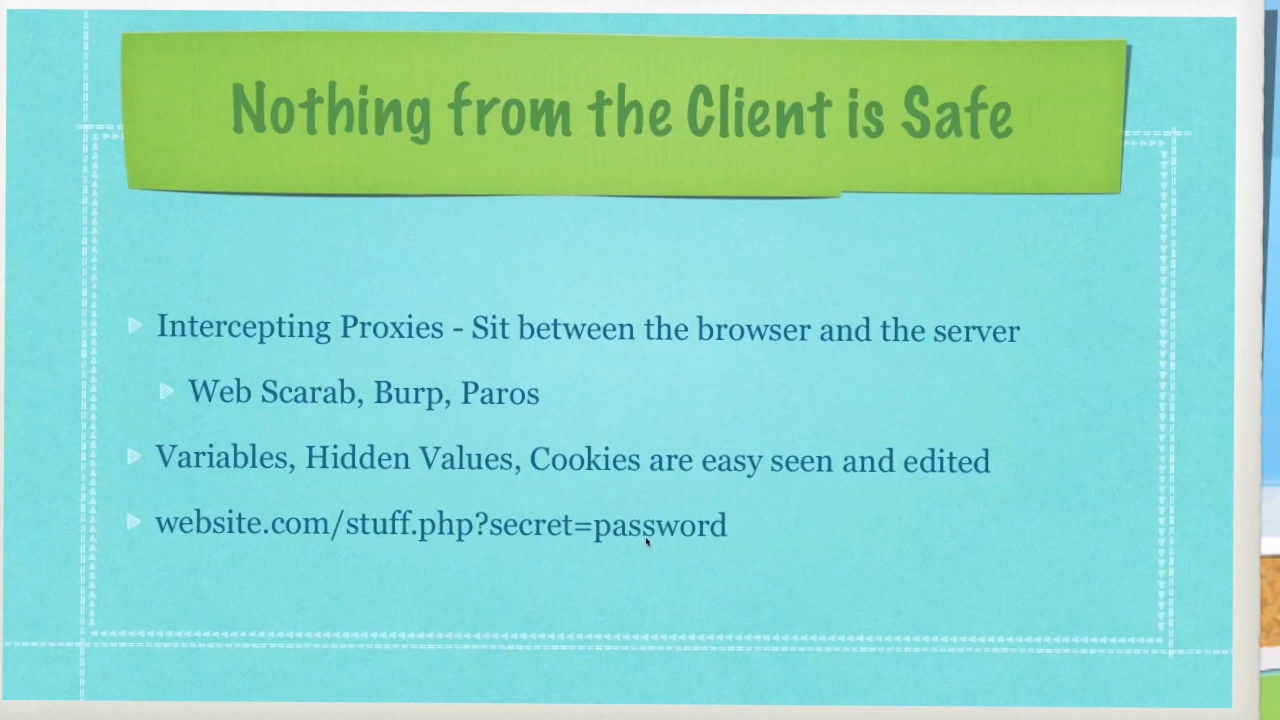 Nothing from the Client is Safe
Intercepting Proxies - Sit between the browser and the server
Web Scarab, Burp, Paros
Variables, Hidden Values, Cookies are easy seen and edited
website.com/stuff.php?secret=password